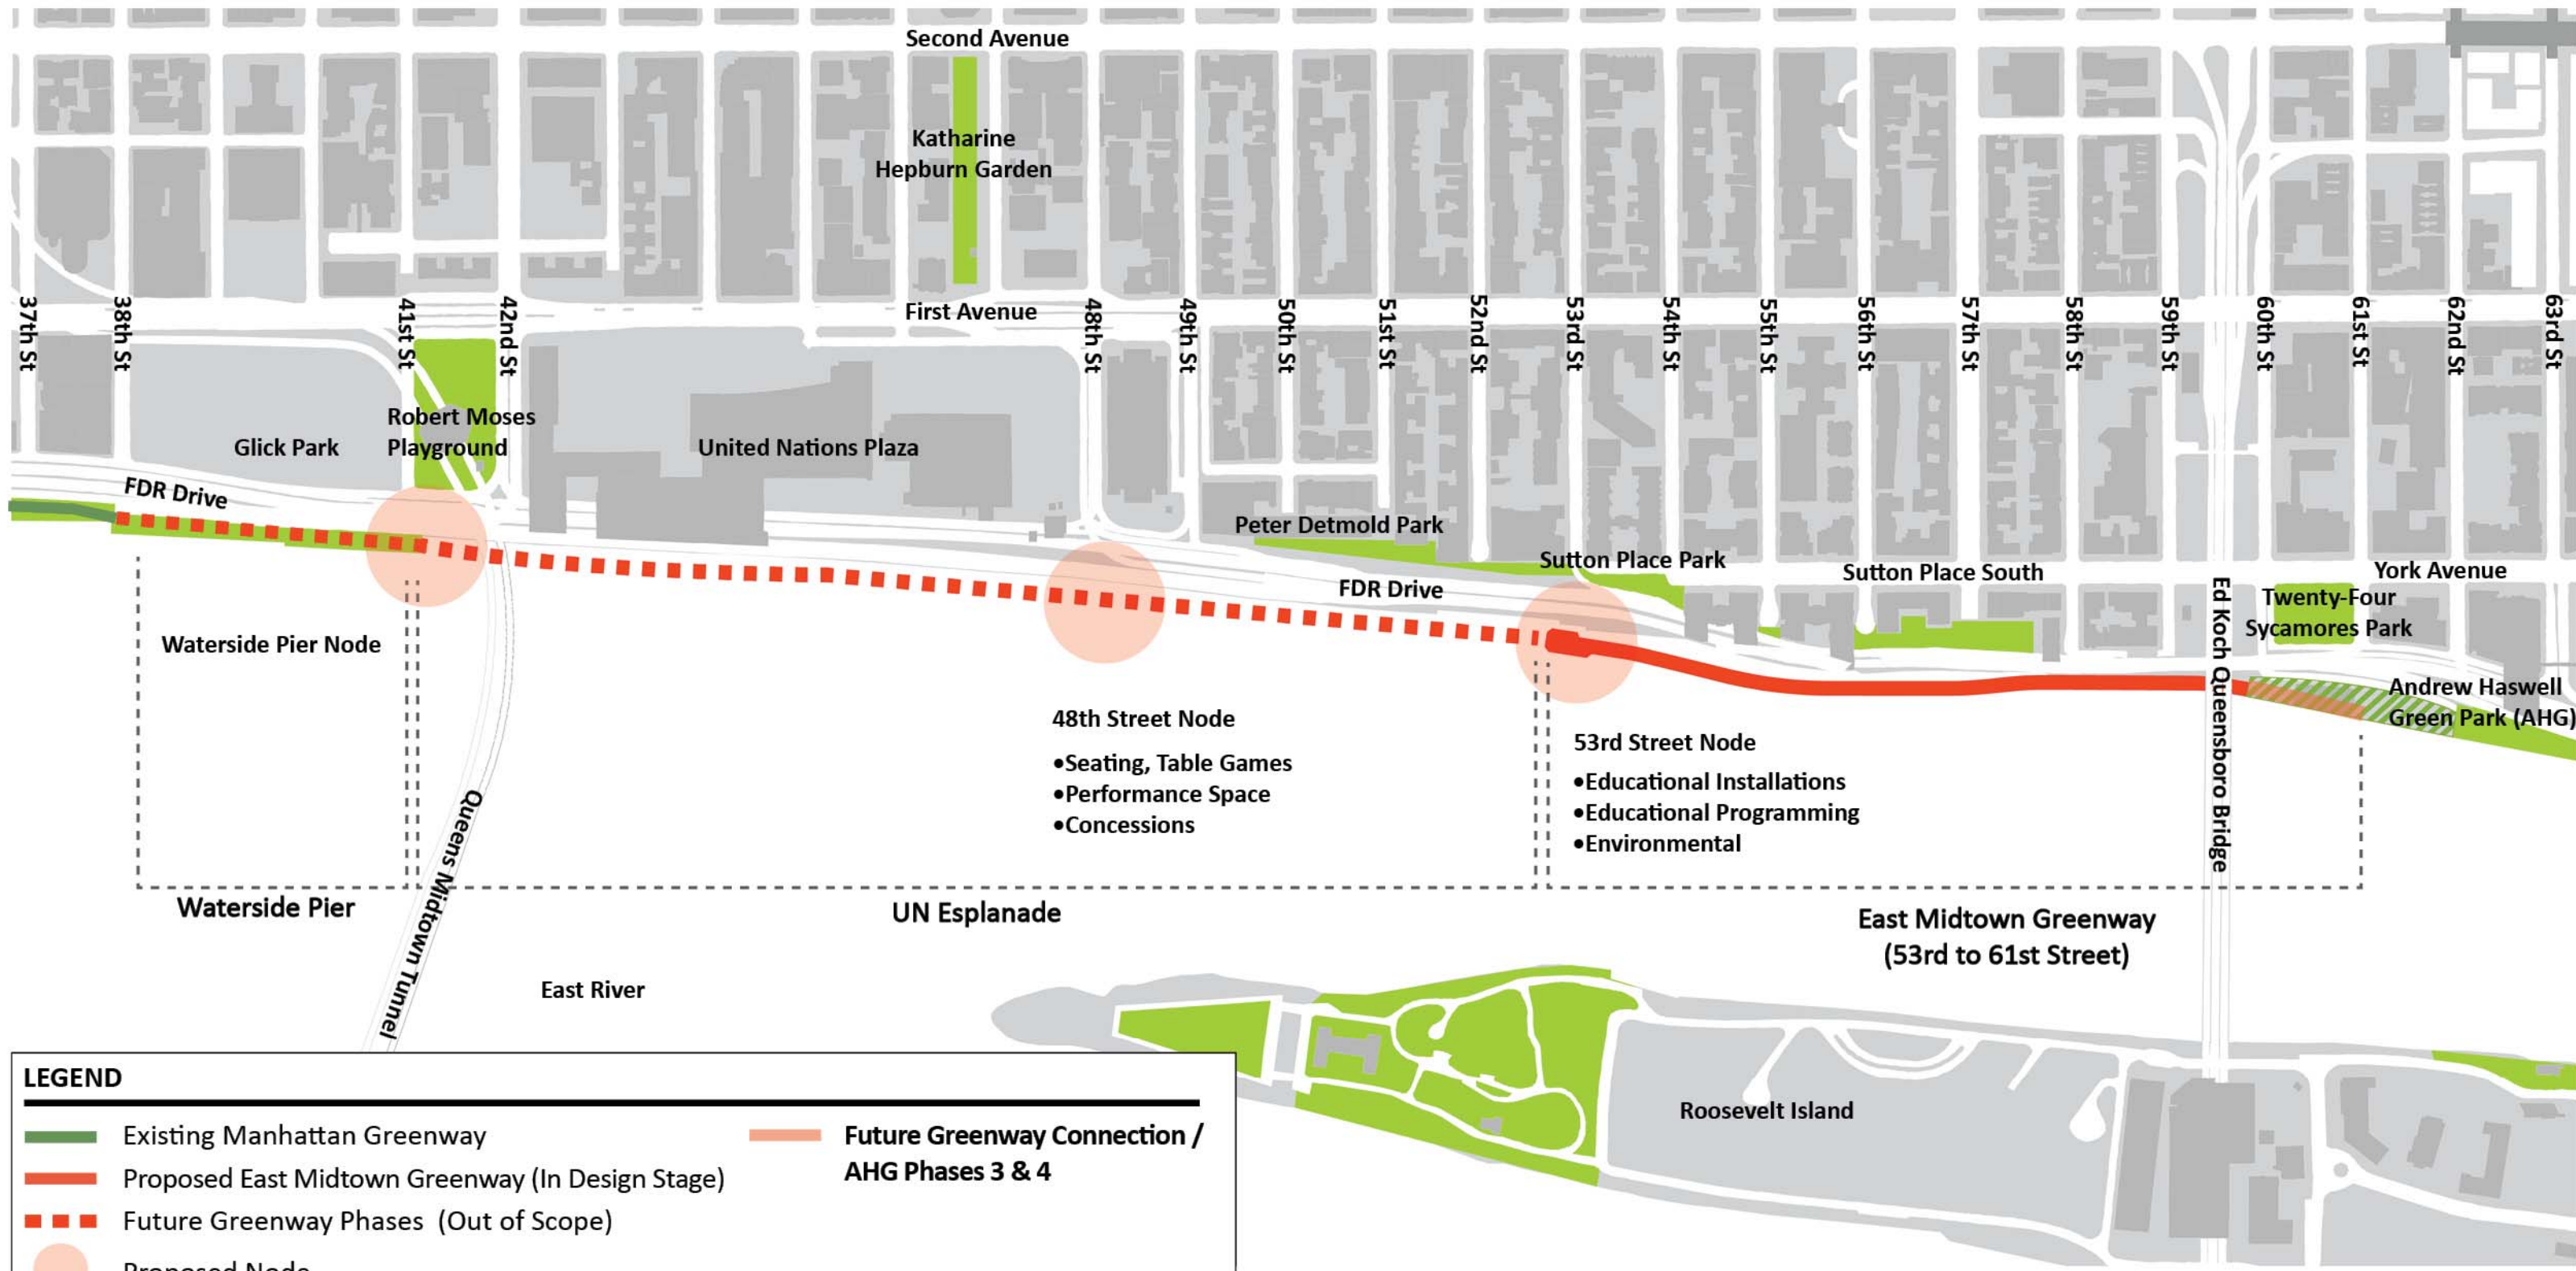 Second Avenue
Katharine
Hepburn Garden
First Avenue
37th St
38th St
41st St
42nd St
48th St
49th St
50th St
51st St
52nd St
53rd St
54th St
55th St
56th St
57th St
58th St
59th St
60th St
61st St
62nd St
63rd St
Robert Moses
Playground
Glick Park
United Nations Plaza
FDR Drive
Peter Detmold Park
Sutton Place Park
FDR Drive
Sutton Place South
York Avenue
Twenty-Four
Sycamores Park
Ed Koch Queensboro Bridge
Andrew Haswell
Green Park (AHG)
Waterside Pier Node
48th Street Node
•Seating, Table Games
•Performance Space
•Concessions
53rd Street Node
•Educational Installations
•Educational Programming
•Environmental
Queens Midtown Tunnel
Waterside Pier
UN Esplanade
East Midtown Greenway
(53rd to 61st Street)
East River
Roosevelt Island
LEGEND
Existing Manhattan Greenway
Proposed East Midtown Greenway (In Design Stage)
Future Greenway Phases (Out of Scope)
Proposed Node
Future Greenway Connection /
AHG Phases 3 & 4